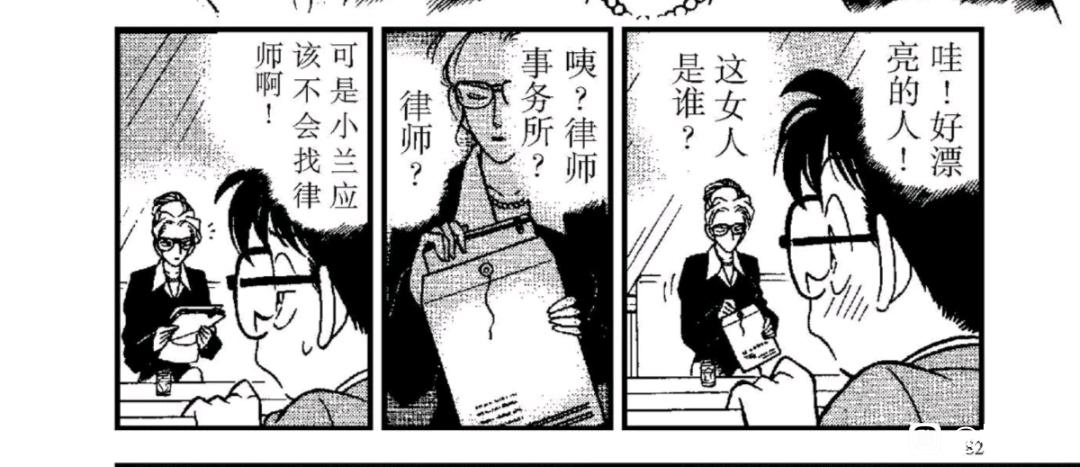 哇！好漂
亮的人！
这女人
是谁？
咦？律师
事务所？
律师？
可是小兰应
该不会找律
师啊！
82